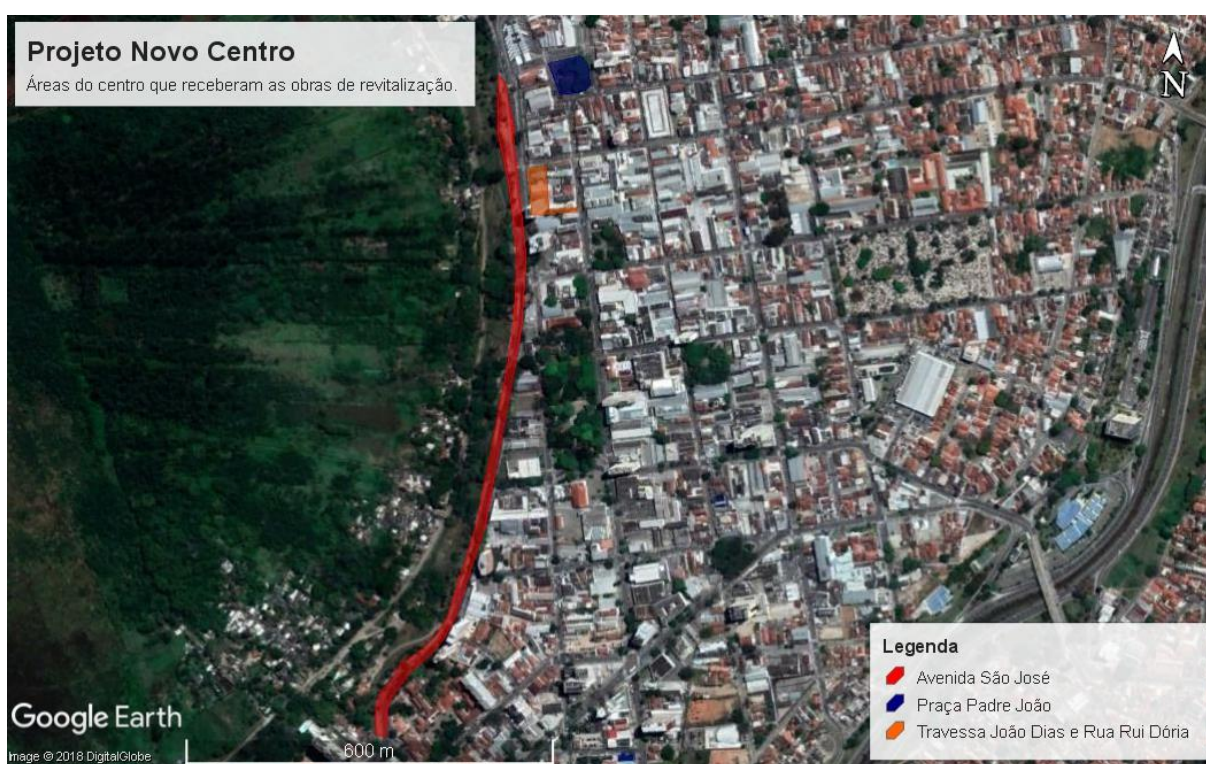 Projeto Novo Centro
Áreas do centro que receberam as obras de revitalização.
N
Legenda
Avenida São José
Praça Padre João
Travessa João Dias e Rua Rui Dória
Google Earth
Image © 2018 DigitalGlobe
600 m